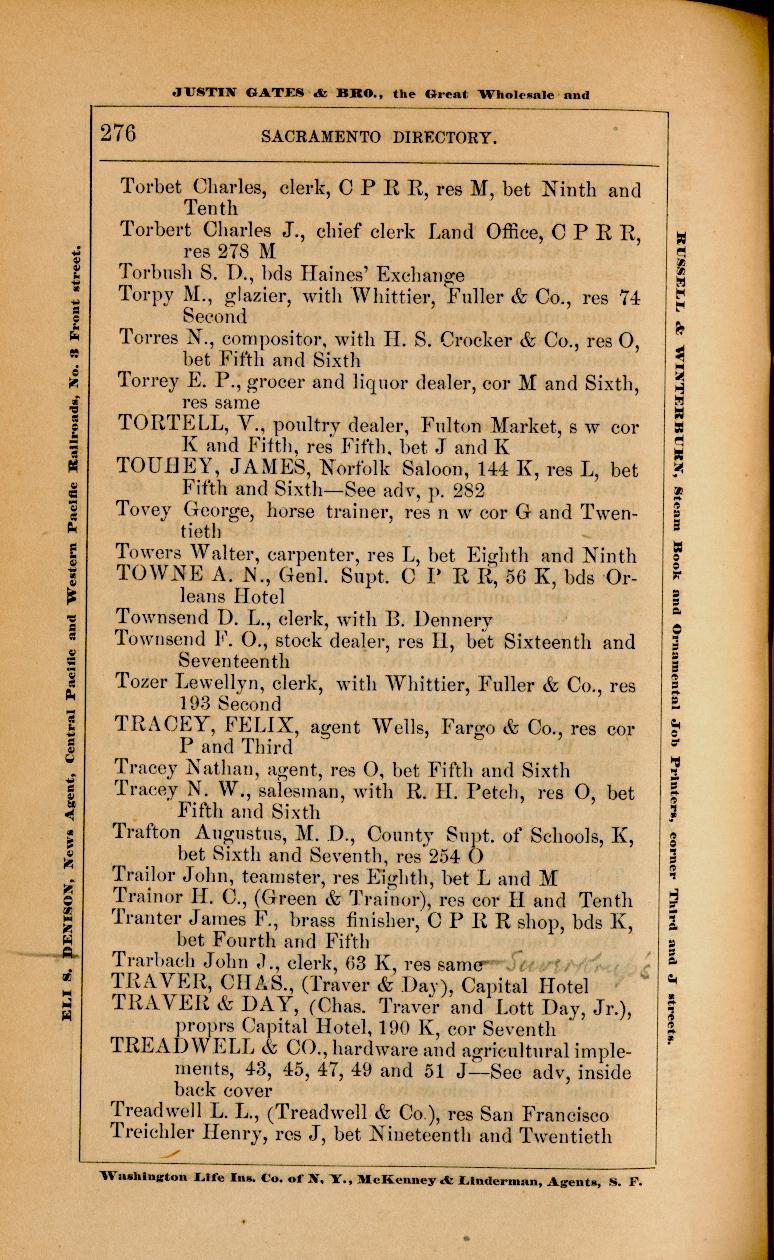 JUSTIN GATES & BRO., the Great Wholesale and
276 SACRAMENTO DIRECTORY.
Torbet Charles, clerk, C P R R, res M, bet Ninth and
Tenth
Torbert Charles J., chief clerk Land Office, C P R R,
res 278 M
Torbush S. D., bds Haines' Exchange
Torpy M., glazier, with Whittier, Fuller & Co., res 74
Second
Torres N., compositor, with H. S. Crocker & Co., res O,
bet Fifth and Sixth
Torrey E. P., grocer and liquor dealer, cor M and Sixth,
res same
TORTELL, V., poultry dealer, Fulton Market, s w cor
K and Fifth, res Fifth, bet J and K
TOUHEY, JAMES, Norfolk Saloon, 144 K, res L, bet
Fifth and Sixth—See adv, p. 282
Tovey George, horse trainer, res n w cor G and Twen-
tieth
Towers Walter, carpenter, res L, bet Eighth and Ninth
TOWNE A. N., Genl. Supt. C P R R, 56 K, bds Or-
leans Hotel
Townsend D. L., clerk, with B. Dennery
Townsend F. O., stock dealer, res H, bet Sixteenth and
Seventeenth
Tozer Lewellyn, clerk, with Whittier, Fuller & Co., res
193 Second
TRACEY, FELIX, agent Wells, Fargo & Co., res cor
P and Third
Tracey Nathan, agent, res O, bet Fifth and Sixth
Tracey N. W., salesman, with R. H. Petch, res O, bet
Fifth and Sixth
Trafton Augustus, M. D., County Supt. of Schools, K,
bet Sixth and Seventh, res 254 O
Trailor John, teamster, res Eighth, bet L and M
Trainor H. C., (Green & Trainor), res cor H and Tenth
Tranter James F., brass finisher, C P R R shop, bds K,
bet Fourth and Fifth
Trarbach John J., clerk, 63 K, res same
TRAVER, CHAS., (Traver & Day), Capital Hotel
TRAVER & DAY, (Chas. Traver and Lott Day, Jr.),
proprs Capital Hotel, 190 K, cor Seventh
TREADWELL & CO., hardware and agricultural imple-
ments, 43, 45, 47, 49 and 51 J—See adv, inside
back cover
Treadwell L. L., (Treadwell & Co.), res San Francisco
Treichler Henry, res J, bet Nineteenth and Twentieth
Washington Life Ins. Co. of N. Y., McKenney & Linderman, Agents, S. F.
ELI S. DENISON, News Agent, Central Pacific and Western Pacific Railroads, No. 3 Front street.
RUSSELL & WINTERBURN, Steam Book and Ornamental Job Printers, corner Third and J streets.